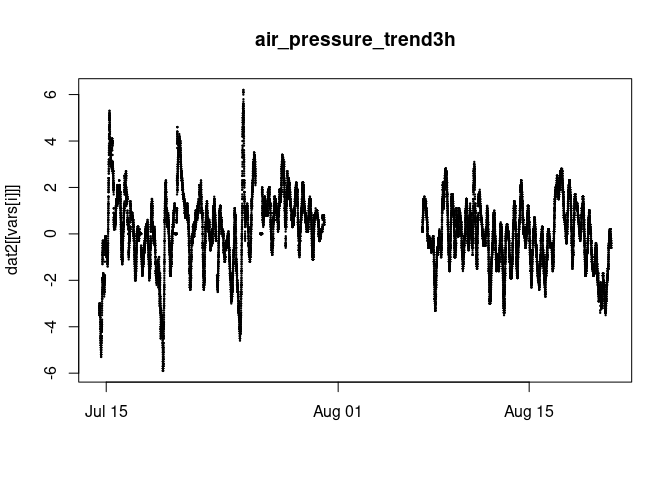 air_pressure_trend3h
dat2[[vars[i]]]
6
4
2
0
-2
-4
-6
Jul 15
Aug 01
Aug 15